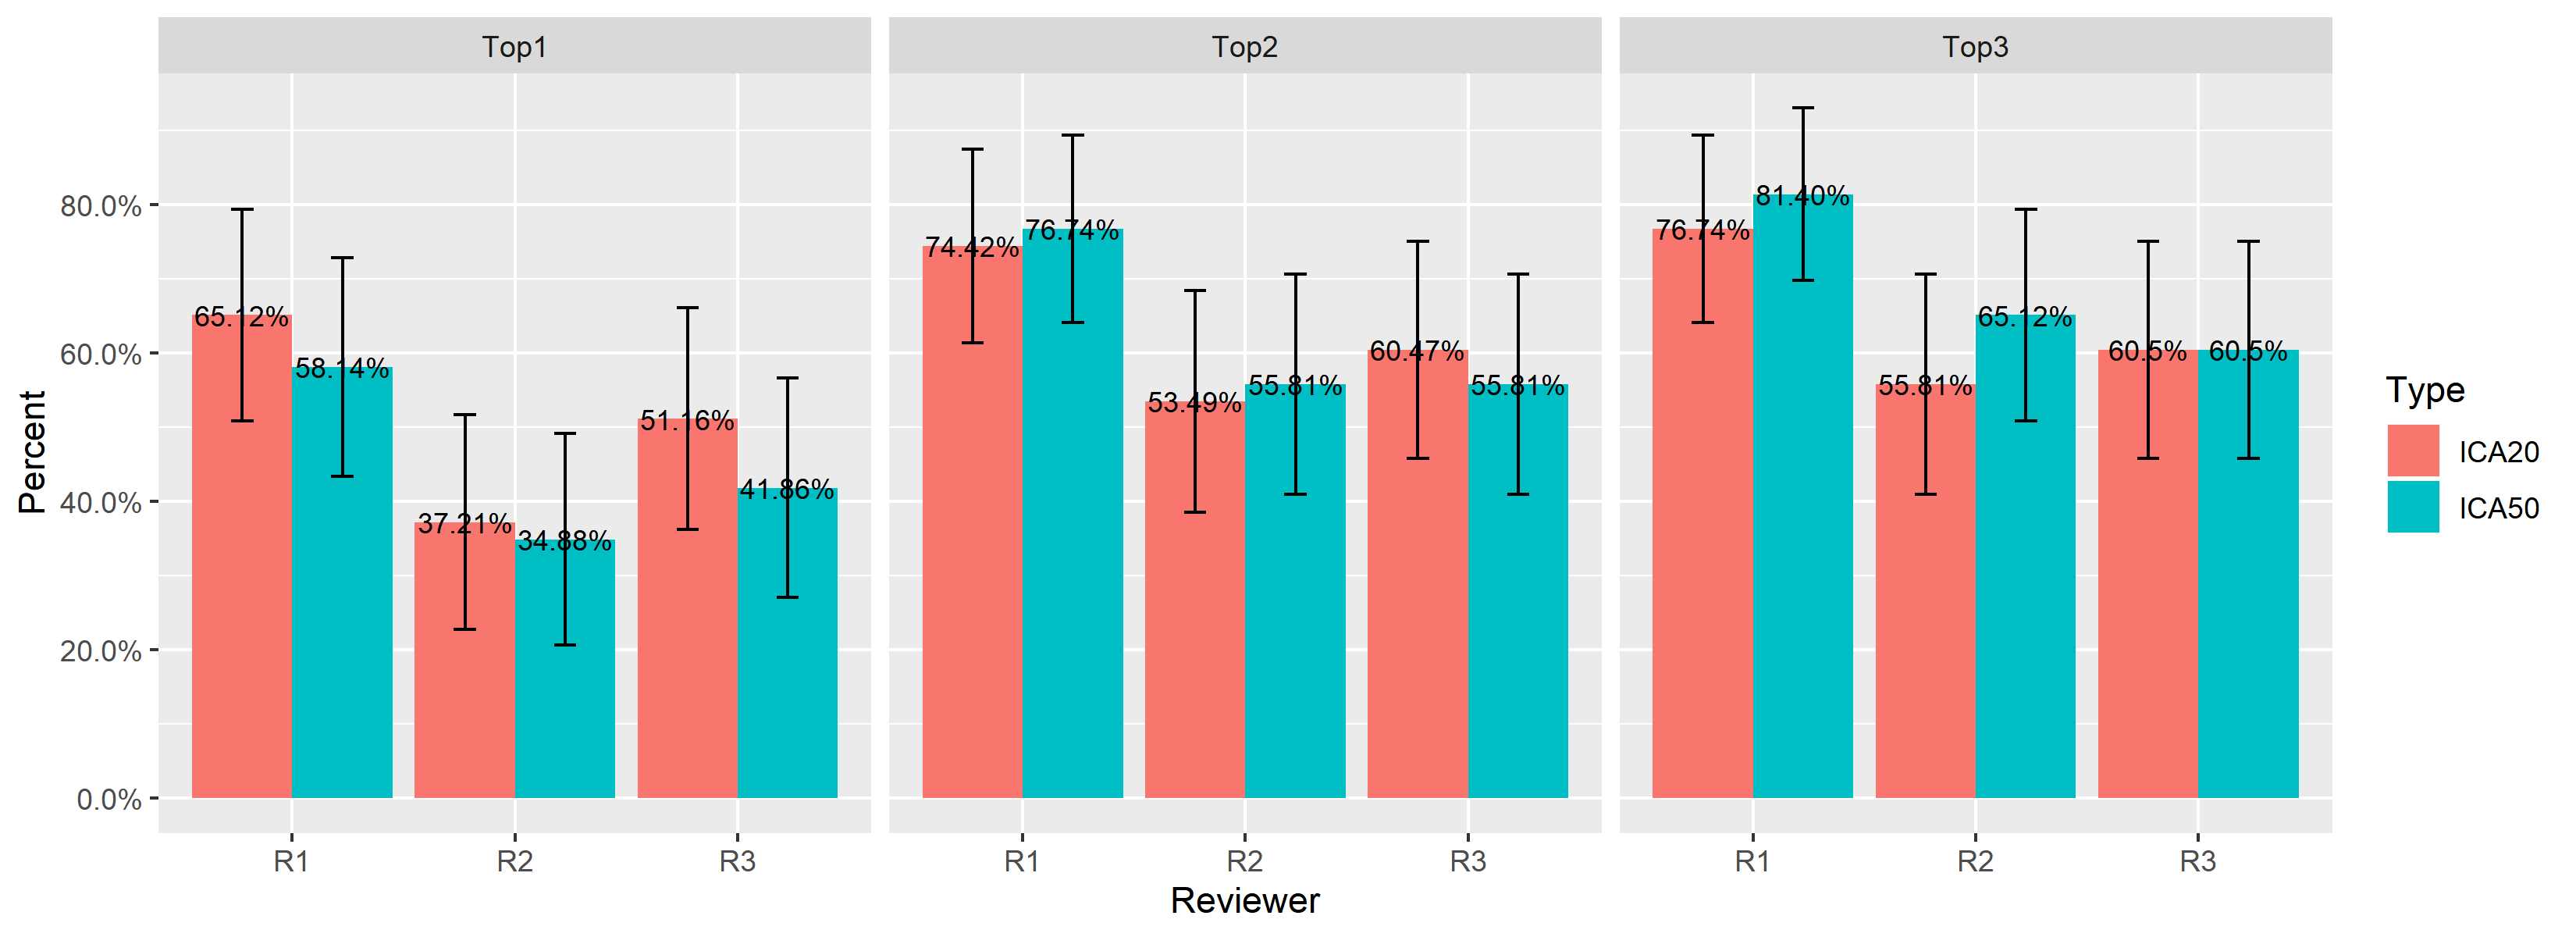 Top1 Top2 Top3
Percent
80.0%
60.0%
40.0%
20.0%
0.0%
65.12% 58.14% 37.21% 34.88% 51.16% 41.86%
74.42% 76.74% 53.49% 55.81% 60.47% 55.81%
76.74% 81.40% 55.81% 65.12% 60.5% 60.5%
R1 R2 R3 R1 R2 R3 R1 R2 R3
Reviewer
Type
ICA20
ICA50